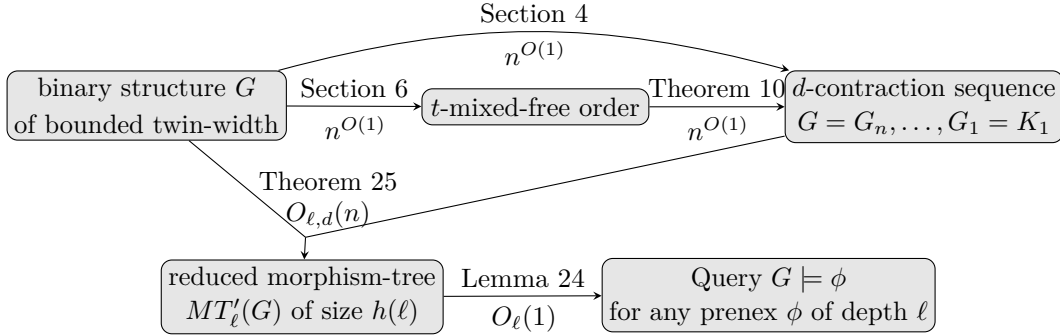 Section 4
n^{O(1)}
binary structure G
of bounded twin-width
Section 6
n^{O(1)}
t-mixed-free order
Theorem 10
n^{O(1)}
d-contraction sequence
G = G_n, . . . , G_1 = K_1
Theorem 25
O_{ℓ,d}(n)
reduced morphism-tree
MT'_ℓ(G) of size h(ℓ)
Lemma 24
O_ℓ(1)
Query G ⊨ ϕ
for any prenex ϕ of depth ℓ